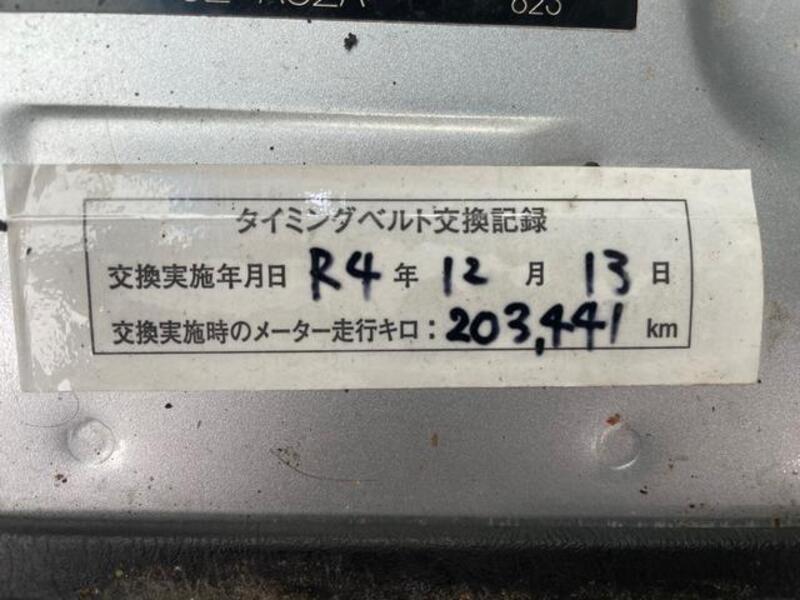 623
タイミングベルト交換記録
交換実施年月日 R4 年 12 月 13 日
交換実施時のメーター走行キロ：203,441 km